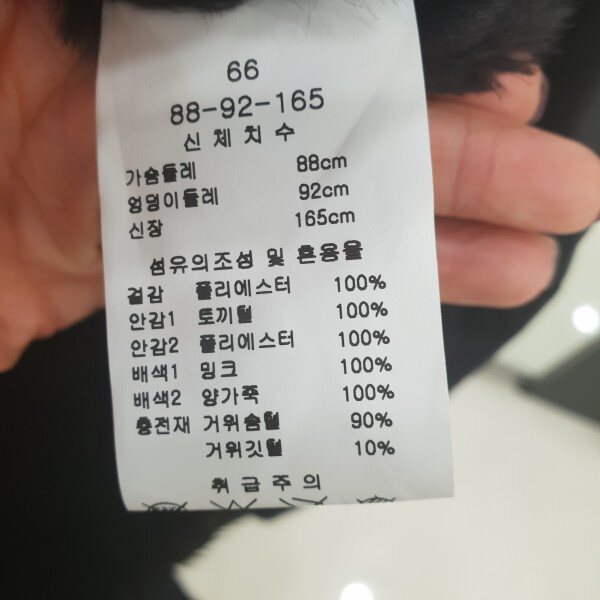 66
88-92-165
신체치수
가슴둘레 88cm
엉덩이둘레 92cm
신장 165cm
섬유의조성 및 혼용율
겉감 폴리에스터 100%
안감1 토끼털 100%
안감2 폴리에스터 100%
배색1 밍크 100%
배색2 양가죽 100%
충전재 거위솜털 90%
거위깃털 10%
취급주의